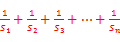 1/S₁ + 1/S₂ + 1/S₃ + ⋯ + 1/Sₙ